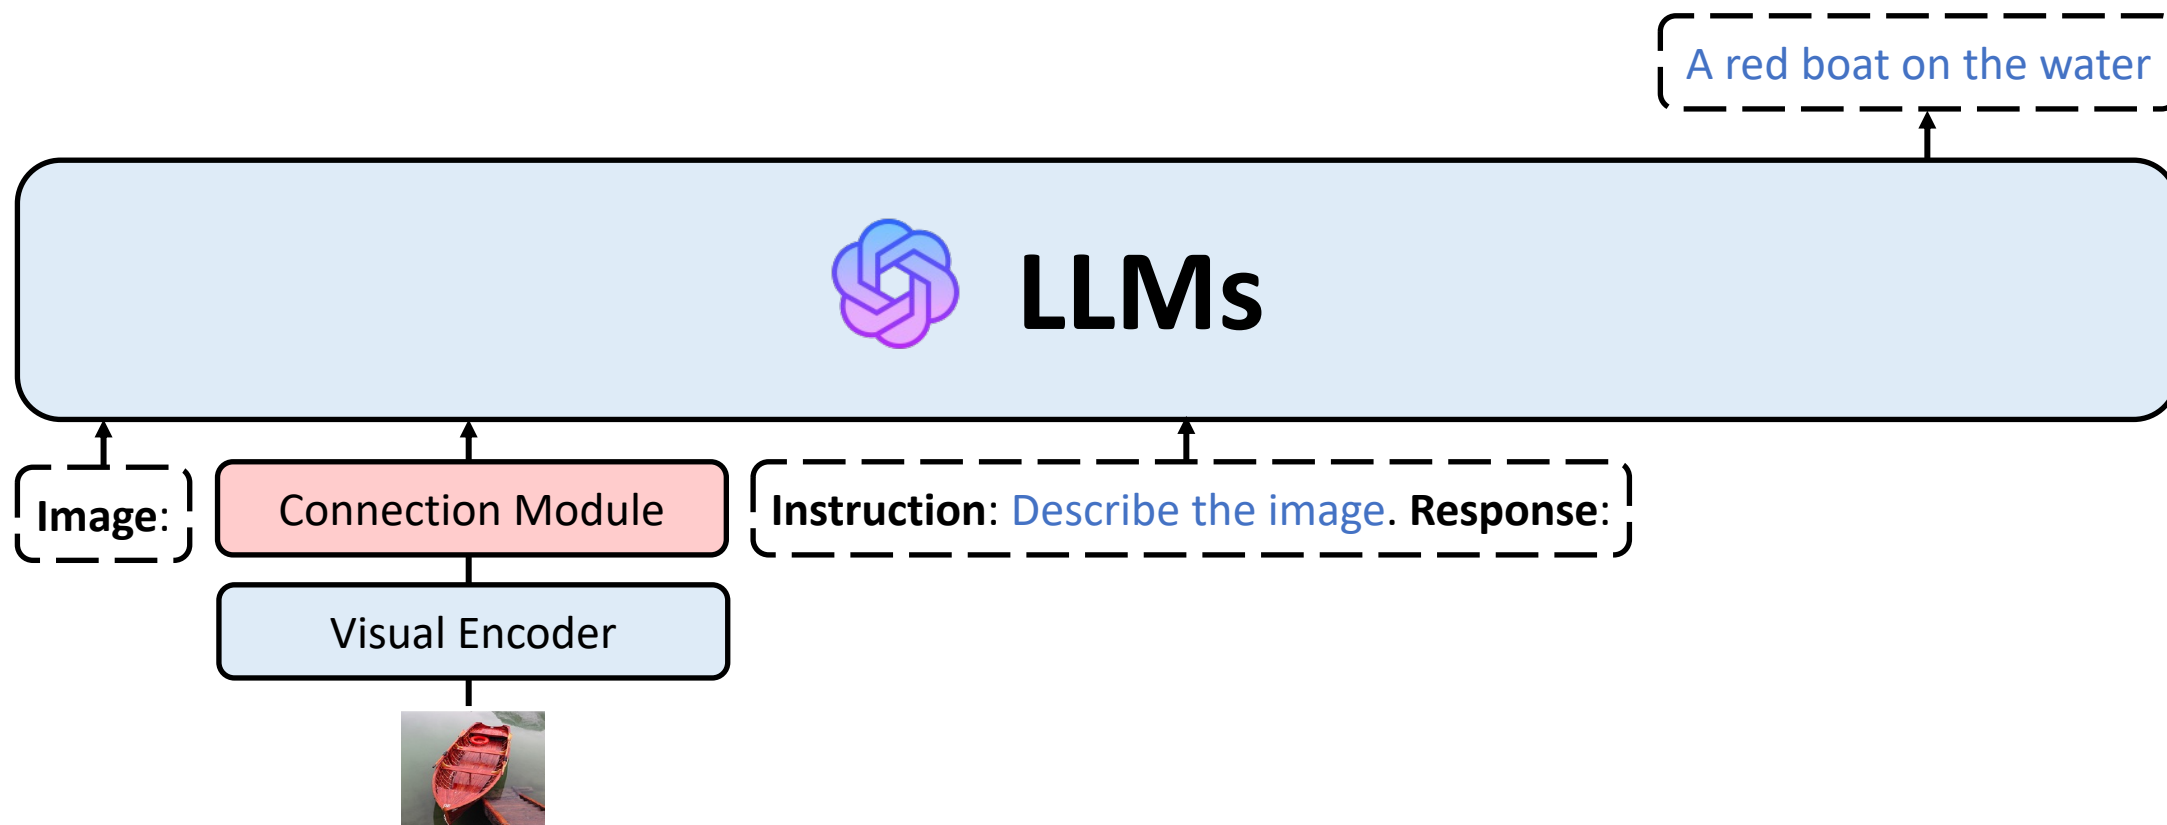 A red boat on the water
LLMs
Image:
Connection Module
Instruction: Describe the image. Response:
Visual Encoder